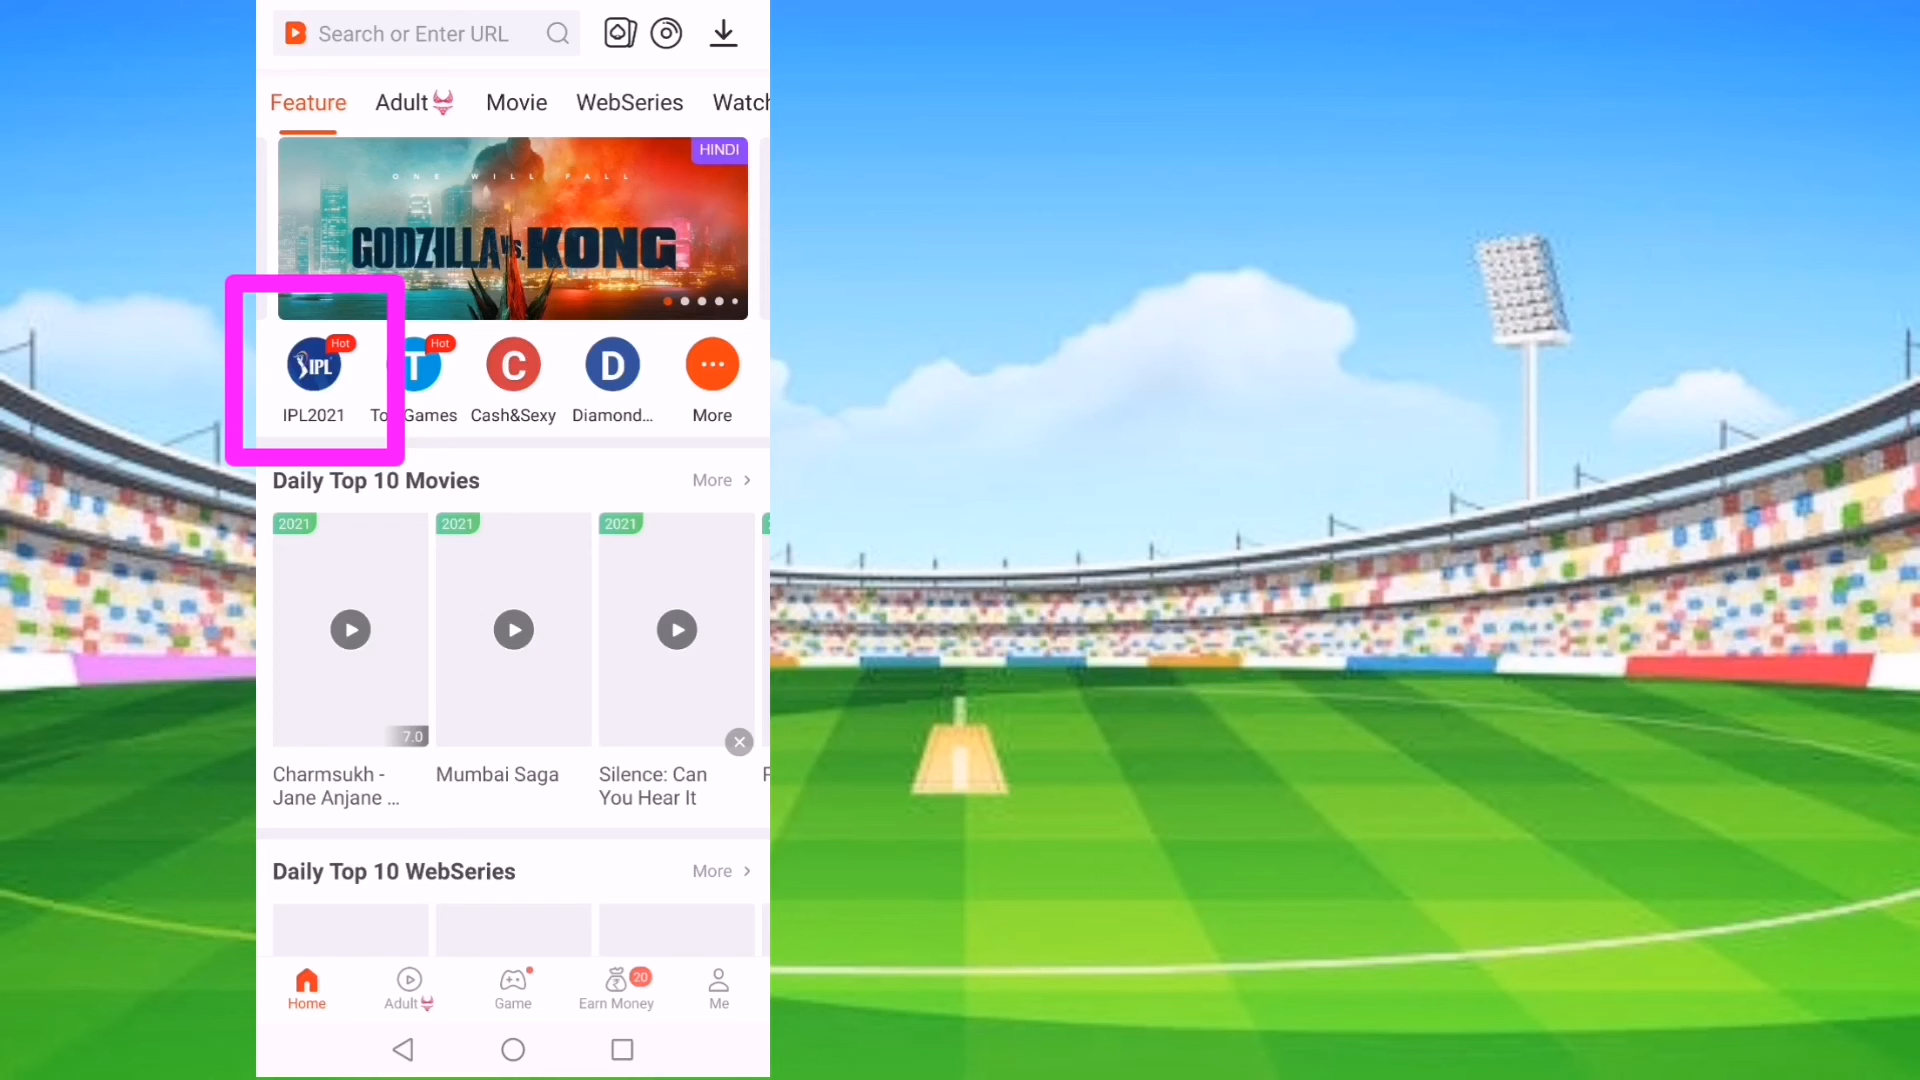 Search or Enter URL
Feature Adult Movie WebSeries Watch
HINDI
ONE WILL FALL
GODZILLA VS. KONG
Hot Hot
IPL T C D
IPL2021 Top Games Cash&Sexy Diamond... More
Daily Top 10 Movies More
2021 2021 2021
7.0
Charmsukh - Mumbai Saga Silence: Can
Jane Anjane ... You Hear It
Daily Top 10 WebSeries More
20
Home Adult Game Earn Money Me